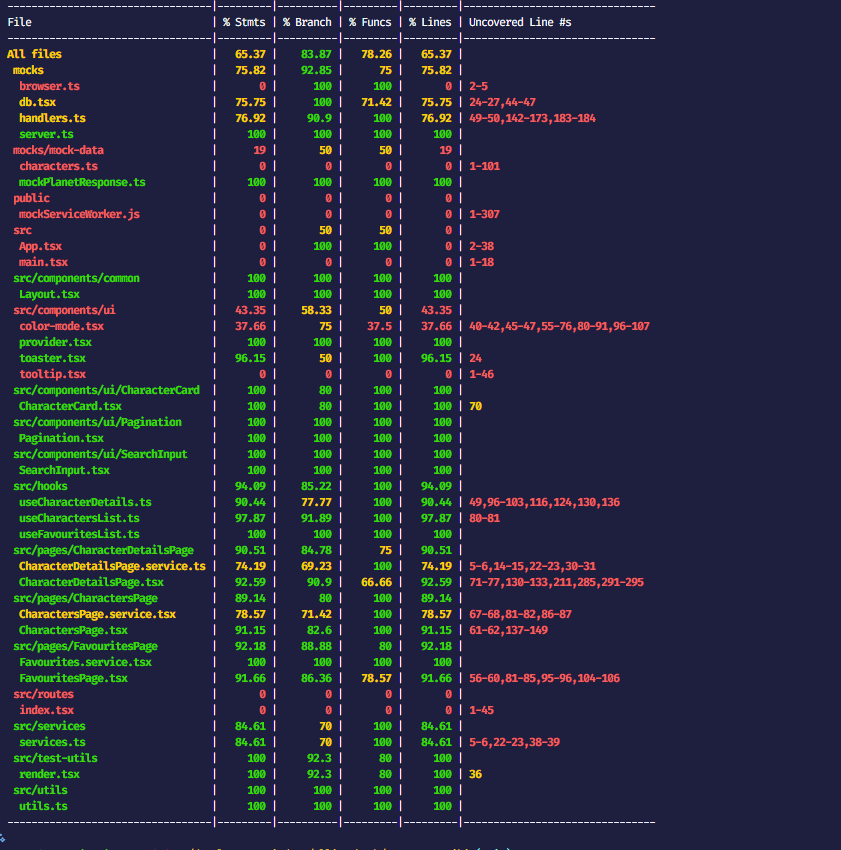 -------------------------------|---------|----------|---------|---------|-------------------------------
File | % Stmts | % Branch | % Funcs | % Lines | Uncovered Line #s
-------------------------------|---------|----------|---------|---------|-------------------------------
All files | 65.37 | 83.87 | 78.26 | 65.37 |
mocks | 75.82 | 92.85 | 75 | 75.82 |
browser.ts | 0 | 100 | 100 | 0 | 2-5
db.tsx | 75.75 | 100 | 71.42 | 75.75 | 24-27,44-47
handlers.ts | 76.92 | 90.9 | 100 | 76.92 | 49-50,142-173,183-184
server.ts | 100 | 100 | 100 | 100 |
mocks/mock-data | 19 | 50 | 50 | 19 |
characters.ts | 0 | 0 | 0 | 0 | 1-101
mockPlanetResponse.ts | 100 | 100 | 100 | 100 |
public | 0 | 0 | 0 | 0 |
mockServiceWorker.js | 0 | 0 | 0 | 0 | 1-307
src | 0 | 50 | 50 | 0 |
App.tsx | 0 | 100 | 100 | 0 | 2-38
main.tsx | 0 | 0 | 0 | 0 | 1-18
src/components/common | 100 | 100 | 100 | 100 |
Layout.tsx | 100 | 100 | 100 | 100 |
src/components/ui | 43.35 | 58.33 | 50 | 43.35 |
color-mode.tsx | 37.66 | 75 | 37.5 | 37.66 | 40-42,45-47,55-76,80-91,96-107
provider.tsx | 100 | 100 | 100 | 100 |
toaster.tsx | 96.15 | 50 | 100 | 96.15 | 24
tooltip.tsx | 0 | 0 | 0 | 0 | 1-46
src/components/ui/CharacterCard | 100 | 80 | 100 | 100 |
CharacterCard.tsx | 100 | 80 | 100 | 100 | 70
src/components/ui/Pagination | 100 | 100 | 100 | 100 |
Pagination.tsx | 100 | 100 | 100 | 100 |
src/components/ui/SearchInput | 100 | 100 | 100 | 100 |
SearchInput.tsx | 100 | 100 | 100 | 100 |
src/hooks | 94.09 | 85.22 | 100 | 94.09 |
useCharacterDetails.ts | 90.44 | 77.77 | 100 | 90.44 | 49,96-103,116,124,130,136
useCharactersList.ts | 97.87 | 91.89 | 100 | 97.87 | 80-81
useFavouritesList.ts | 100 | 100 | 100 | 100 |
src/pages/CharacterDetailsPage | 90.51 | 84.78 | 75 | 90.51 |
CharacterDetailsPage.service.ts | 74.19 | 69.23 | 100 | 74.19 | 5-6,14-15,22-23,30-31
CharacterDetailsPage.tsx | 92.59 | 90.9 | 66.66 | 92.59 | 71-77,130-133,211,285,291-295
src/pages/CharactersPage | 89.14 | 80 | 100 | 89.14 |
CharactersPage.service.tsx | 78.57 | 71.42 | 100 | 78.57 | 67-68,81-82,86-87
CharactersPage.tsx | 91.15 | 82.6 | 100 | 91.15 | 61-62,137-149
src/pages/FavouritesPage | 92.18 | 88.88 | 80 | 92.18 |
Favourites.service.tsx | 100 | 100 | 100 | 100 |
FavouritesPage.tsx | 91.66 | 86.36 | 78.57 | 91.66 | 56-60,81-85,95-96,104-106
src/routes | 0 | 0 | 0 | 0 |
index.tsx | 0 | 0 | 0 | 0 | 1-45
src/services | 84.61 | 70 | 100 | 84.61 |
services.ts | 84.61 | 70 | 100 | 84.61 | 5-6,22-23,38-39
src/test-utils | 100 | 92.3 | 80 | 100 |
render.tsx | 100 | 92.3 | 80 | 100 | 36
src/utils | 100 | 100 | 100 | 100 |
utils.ts | 100 | 100 | 100 | 100 |
-------------------------------|---------|----------|---------|---------|-------------------------------